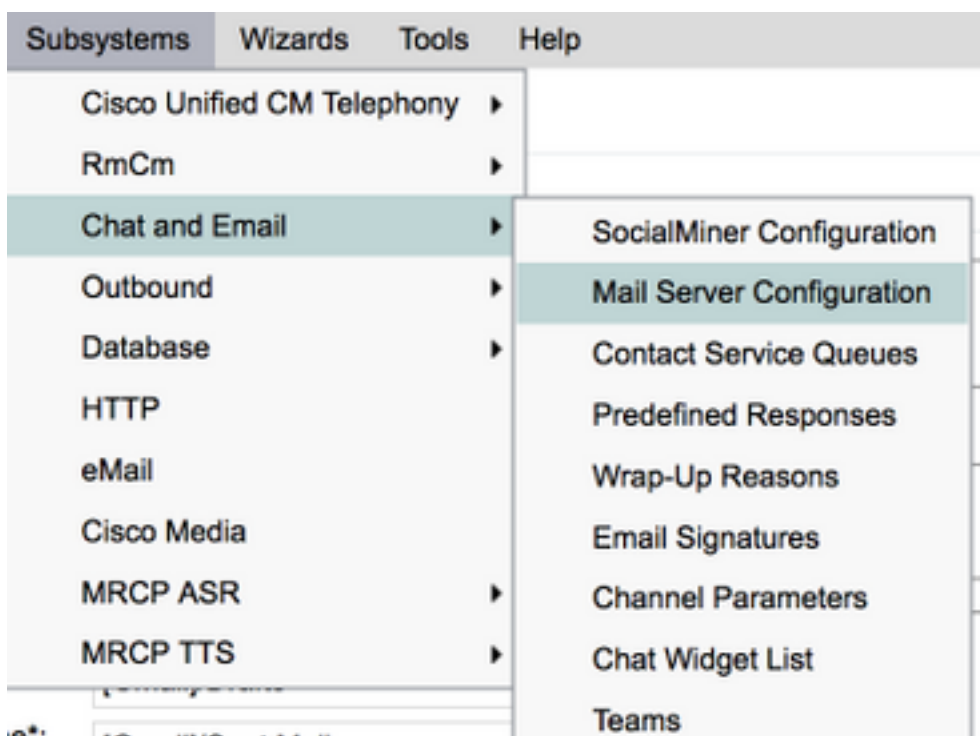 Subsystems Wizards Tools Help
Cisco Unified CM Telephony
RmCm
Chat and Email
Outbound
Database
HTTP
eMail
Cisco Media
MRCP ASR
MRCP TTS
SocialMiner Configuration
Mail Server Configuration
Contact Service Queues
Predefined Responses
Wrap-Up Reasons
Email Signatures
Channel Parameters
Chat Widget List
Teams